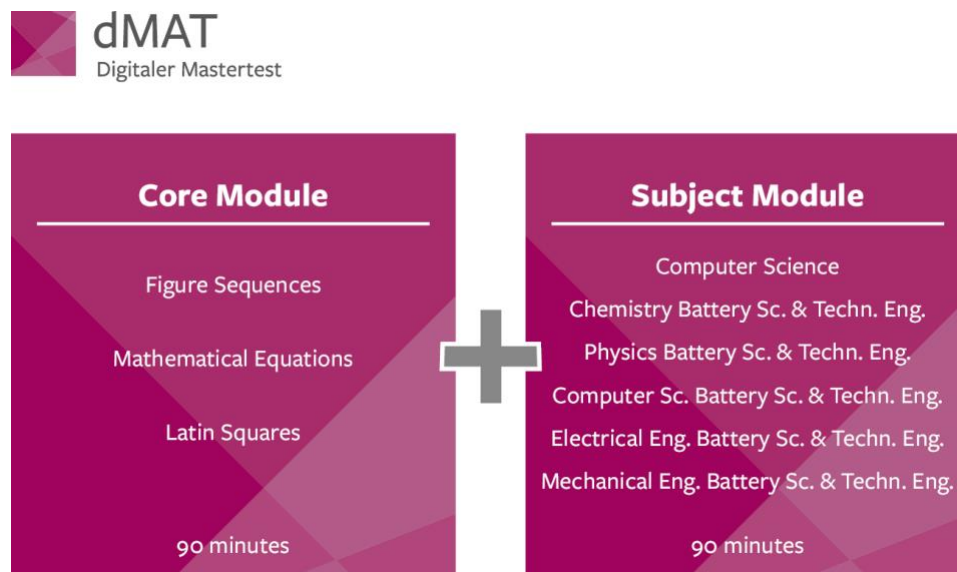 dMAT
Digitaler Mastertest
Core Module
Figure Sequences
Mathematical Equations
Latin Squares
90 minutes
Subject Module
Computer Science
Chemistry Battery Sc. & Techn. Eng.
Physics Battery Sc. & Techn. Eng.
Computer Sc. Battery Sc. & Techn. Eng.
Electrical Eng. Battery Sc. & Techn. Eng.
Mechanical Eng. Battery Sc. & Techn. Eng.
90 minutes